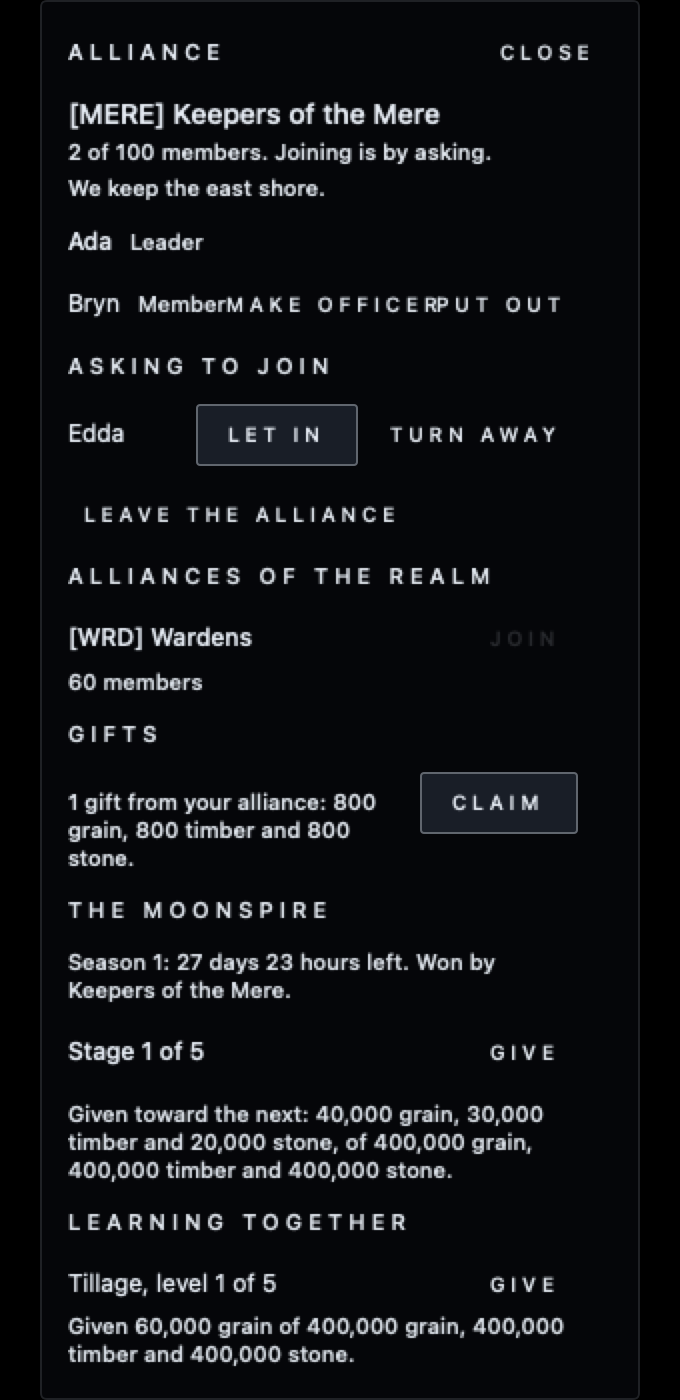 ALLIANCE CLOSE
[MERE] Keepers of the Mere
2 of 100 members. Joining is by asking.
We keep the east shore.
Ada Leader
Bryn Member MAKE OFFICER PUT OUT
ASKING TO JOIN
Edda LET IN TURN AWAY
LEAVE THE ALLIANCE
ALLIANCES OF THE REALM
[WRD] Wardens JOIN
60 members
GIFTS
1 gift from your alliance: 800
grain, 800 timber and 800
stone.
CLAIM
THE MOONSPIRE
Season 1: 27 days 23 hours left. Won by
Keepers of the Mere.
Stage 1 of 5 GIVE
Given toward the next: 40,000 grain, 30,000
timber and 20,000 stone, of 400,000 grain,
400,000 timber and 400,000 stone.
LEARNING TOGETHER
Tillage, level 1 of 5 GIVE
Given 60,000 grain of 400,000 grain, 400,000
timber and 400,000 stone.